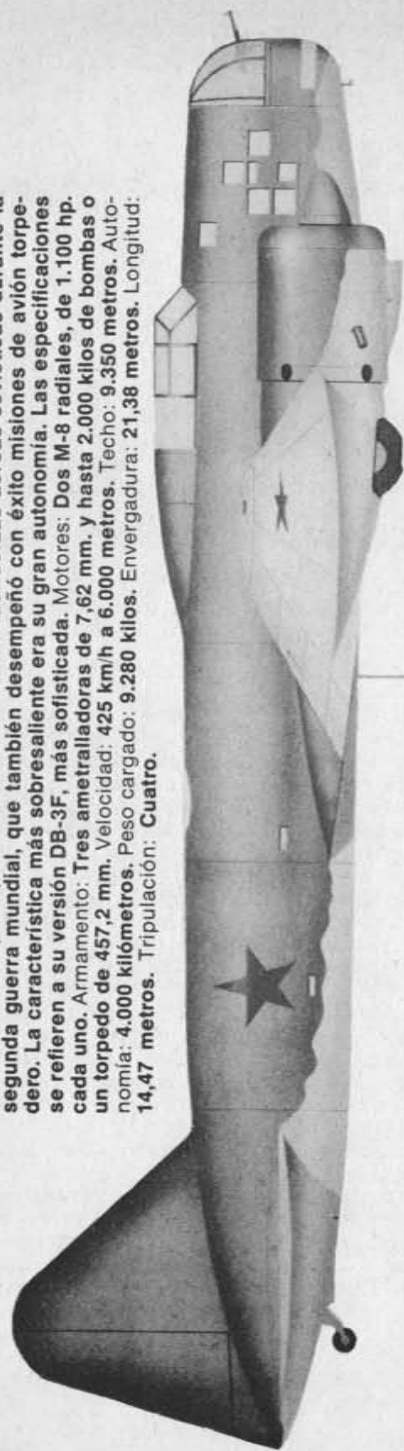 segunda guerra mundial, que también desempeñó con éxito misiones de avión torpe-
dero. La característica más sobresaliente era su gran autonomía. Las especificaciones
se refieren a su versión DB-3F, más sofisticada. Motores: Dos M-8 radiales, de 1.100 hp.
cada uno. Armamento: Tres ametralladoras de 7,62 mm. y hasta 2.000 kilos de bombas o
un torpedo de 457,2 mm. Velocidad: 425 km/h a 6.000 metros. Techo: 9.350 metros. Auto-
nomía: 4.000 kilómetros. Peso cargado: 9.280 kilos. Envergadura: 21,38 metros. Longitud:
14,47 metros. Tripulación: Cuatro.